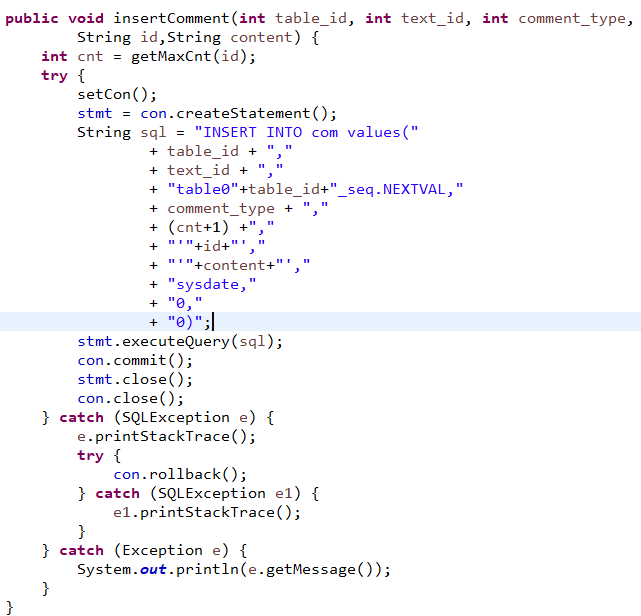 public void insertComment(int table_id, int text_id, int comment_type,
        String id,String content) {
    int cnt = getMaxCnt(id);
    try {
        setCon();
        stmt = con.createStatement();
        String sql = "INSERT INTO com values("
                + table_id + ","
                + text_id + ","
                + "table0"+table_id+"_seq.NEXTVAL,"
                + comment_type + ","
                + (cnt+1) +","
                + "'"+id+"',"
                + "'"+content+"',"
                + "sysdate,"
                + "0,"
                + "0)";
        stmt.executeQuery(sql);
        con.commit();
        stmt.close();
        con.close();
    } catch (SQLException e) {
        e.printStackTrace();
        try {
            con.rollback();
        } catch (SQLException e1) {
            e1.printStackTrace();
        }
    } catch (Exception e) {
        System.out.println(e.getMessage());
    }
}